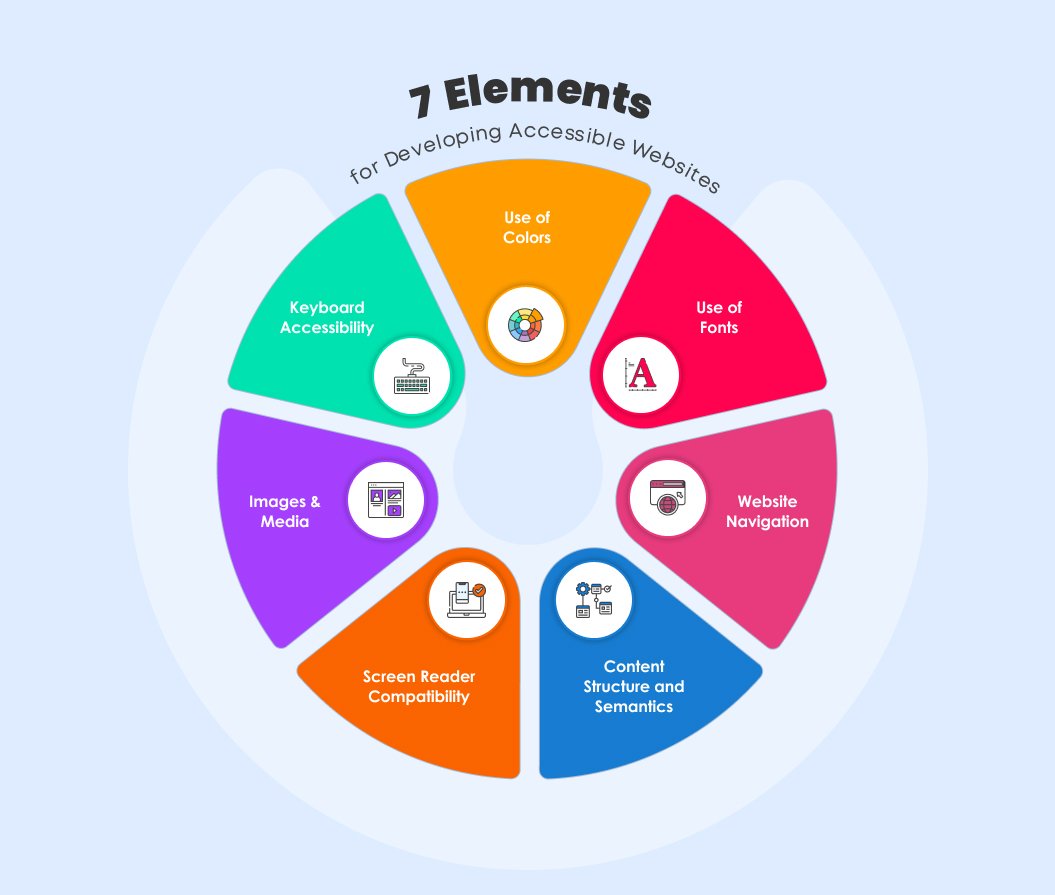 7 Elements
for Developing Accessible Websites
Use of
Colors
Use of
Fonts
Website
Navigation
Content
Structure and
Semantics
Screen Reader
Compatibility
Images &
Media
Keyboard
Accessibility
A